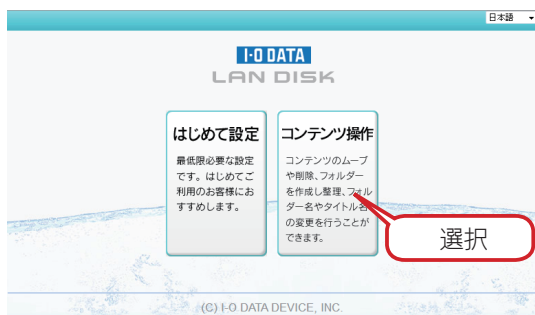 日本語
I-O DATA
LAN DISK
はじめて設定
最低限必要な設定
です。はじめてご
利用のお客様にお
すすめします。
コンテンツ操作
コンテンツのムーブ
や削除、フォルダー
を作成し整理、フォル
ダー名やタイトル名
の変更を行うことが
できます。
選択
(C) I-O DATA DEVICE, INC.